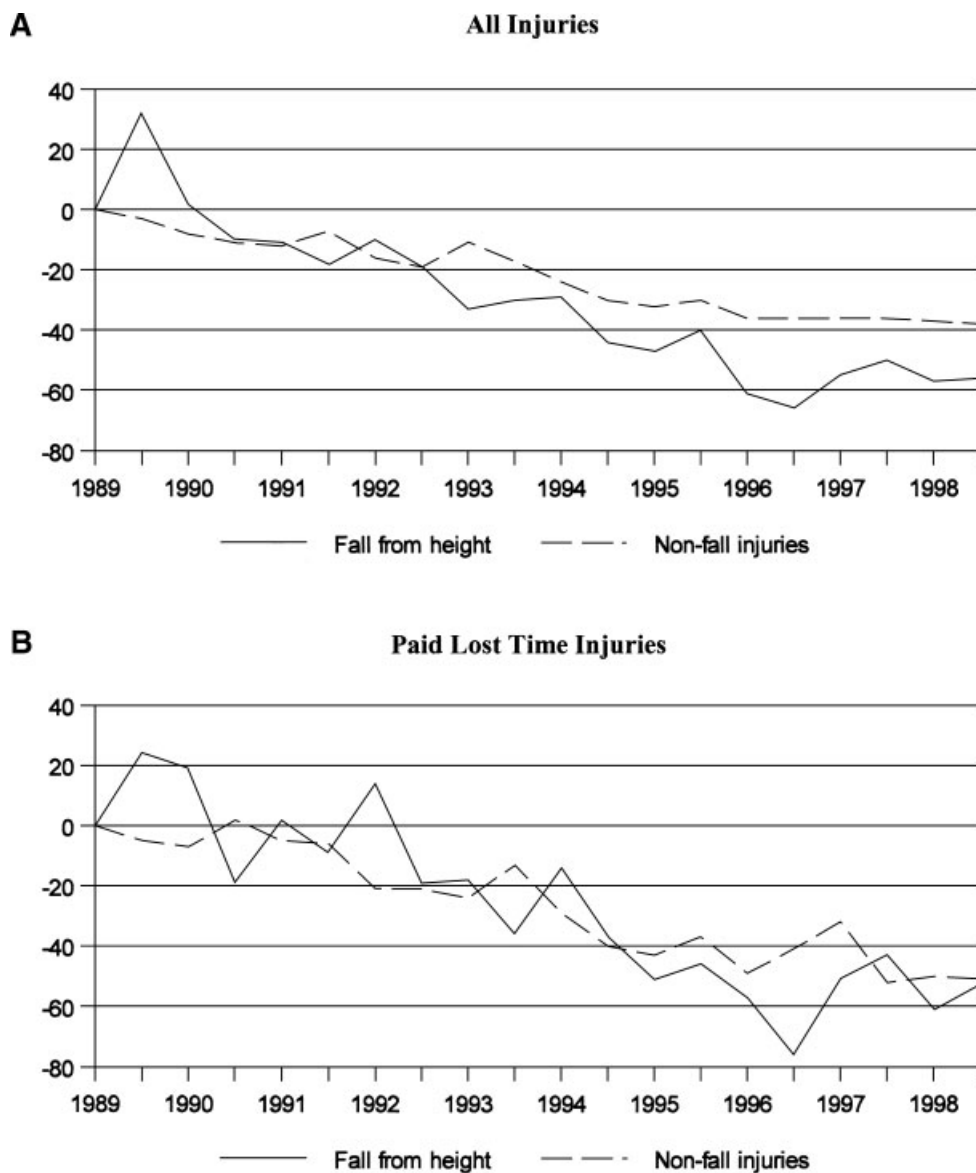 A
All Injuries
40
20
0
-20
-40
-60
-80
1989 1990 1991 1992 1993 1994 1995 1996 1997 1998
Fall from height Non-fall injuries
B
Paid Lost Time Injuries
40
20
0
-20
-40
-60
-80
1989 1990 1991 1992 1993 1994 1995 1996 1997 1998
Fall from height Non-fall injuries